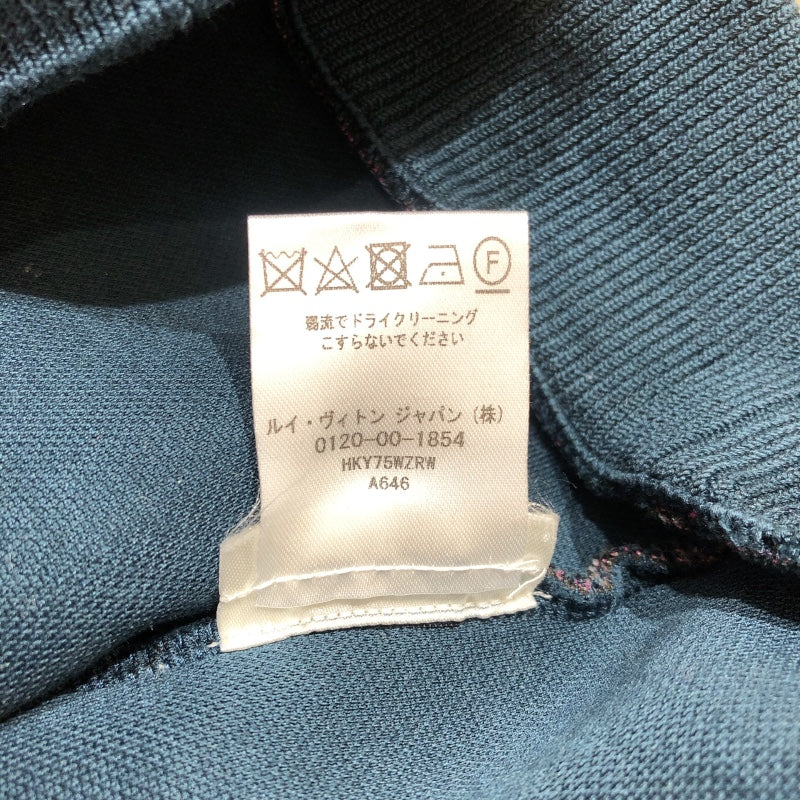 F
弱流でドライクリーニング
こすらないでください
ルイ・ヴィトン ジャパン (株)
0120-00-1854
HKY75WZRW
A646